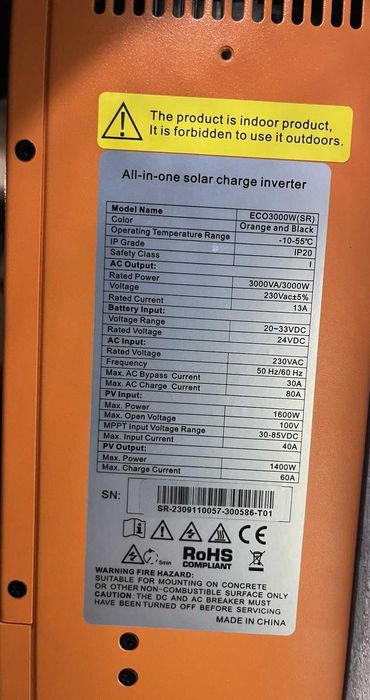 The product is indoor product,
It is forbidden to use it outdoors.
All-in-one solar charge inverter
Model Name ECO3000W(SR)
Color Orange and Black
Operating Temperature Range -10-55℃
IP Grade IP20
Safety Class I
AC Output:
Rated Power 3000VA/3000W
Voltage 230Vac±5%
Rated Current 13A
Battery Input:
Voltage Range 20~33VDC
Rated Voltage 24VDC
AC Input:
Rated Voltage 230VAC
Frequency 50 Hz/60 Hz
Max. AC Bypass Current 30A
Max. AC Charge Current 80A
PV Input:
Max. Power 1600W
Max. Open Voltage 100V
MPPT Input Voltage Range 30-85VDC
Max. Input Current 40A
PV Output:
Max. Power 1400W
Max. Charge Current 60A
SN:
SR-2309110057-300586-T01
CE
5min
RoHS
COMPLIANT
WARNING FIRE HAZARD:
SUITABLE FOR MOUNTING ON CONCRETE
OR OTHER NON-COMBUSTIBLE SURFACE ONLY
CAUTION: THE DC AND AC BREAKER MUST
HAVE BEEN TURNED OFF BEFORE SERVICING
MADE IN CHINA